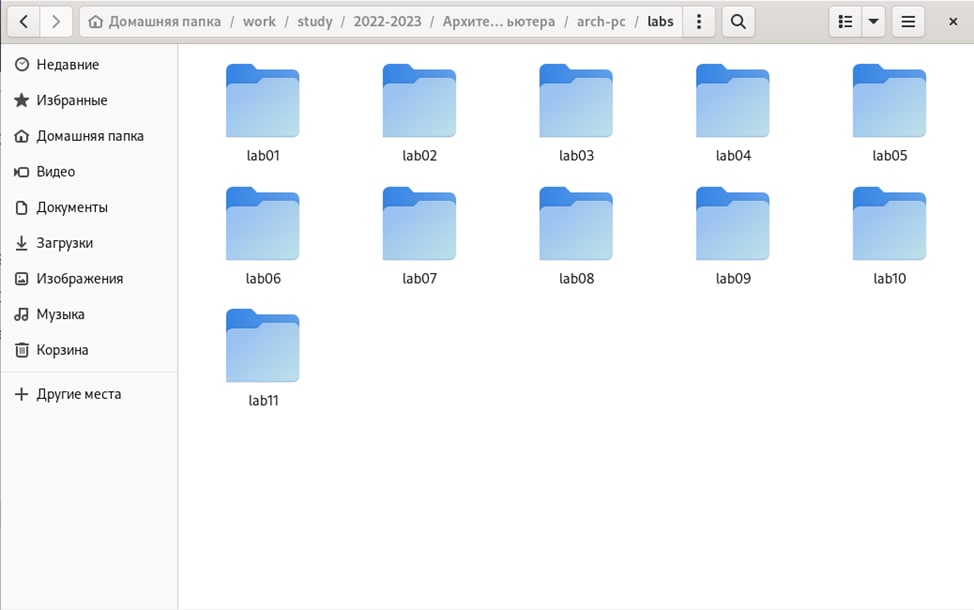 Домашняя папка / work / study / 2022-2023 / Архите… ьютера / arch-pc / labs
Недавние
Избранные
Домашняя папка
Видео
Документы
Загрузки
Изображения
Музыка
Корзина
Другие места
lab01 lab02 lab03 lab04 lab05
lab06 lab07 lab08 lab09 lab10
lab11